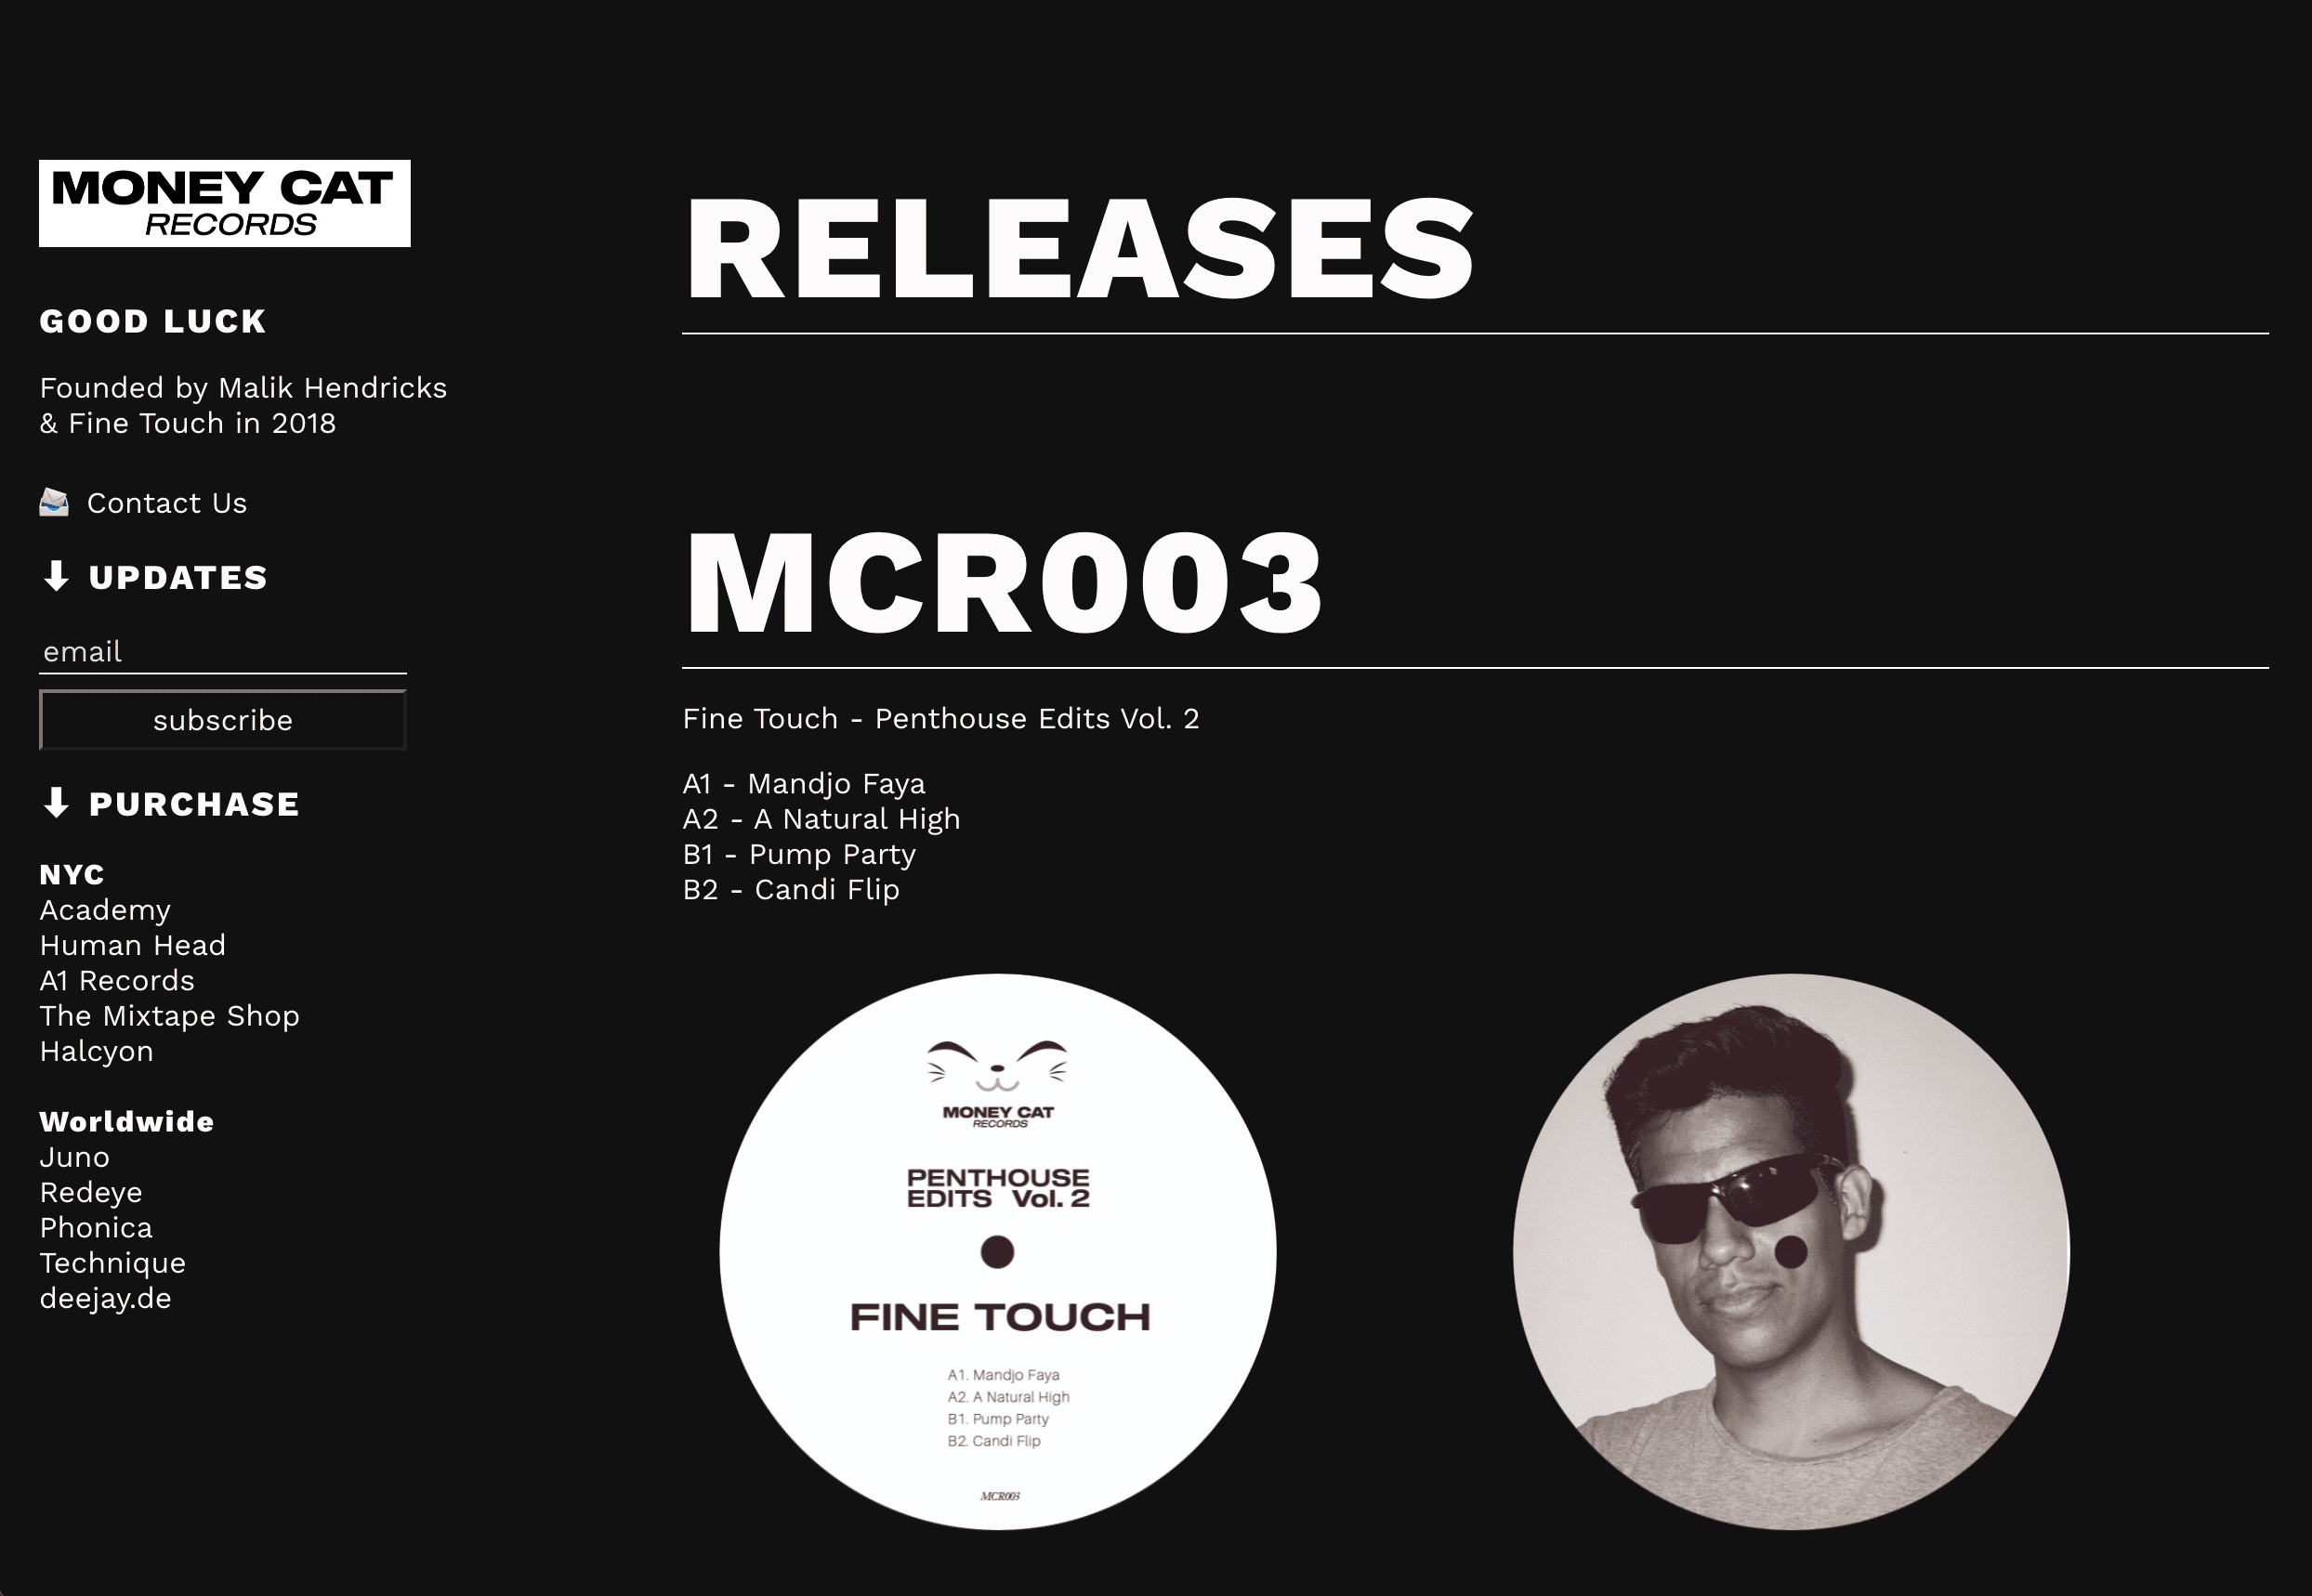 MONEY CAT
RECORDS
GOOD LUCK
Founded by Malik Hendricks
& Fine Touch in 2018
Contact Us
⬇ UPDATES
email
subscribe
⬇ PURCHASE
NYC
Academy
Human Head
A1 Records
The Mixtape Shop
Halcyon
Worldwide
Juno
Redeye
Phonica
Technique
deejay.de
RELEASES
MCR003
Fine Touch - Penthouse Edits Vol. 2
A1 - Mandjo Faya
A2 - A Natural High
B1 - Pump Party
B2 - Candi Flip
MONEY CAT
RECORDS
PENTHOUSE
EDITS Vol. 2
FINE TOUCH
A1. Mandjo Faya
A2. A Natural High
B1. Pump Party
B2. Candi Flip
MCR003